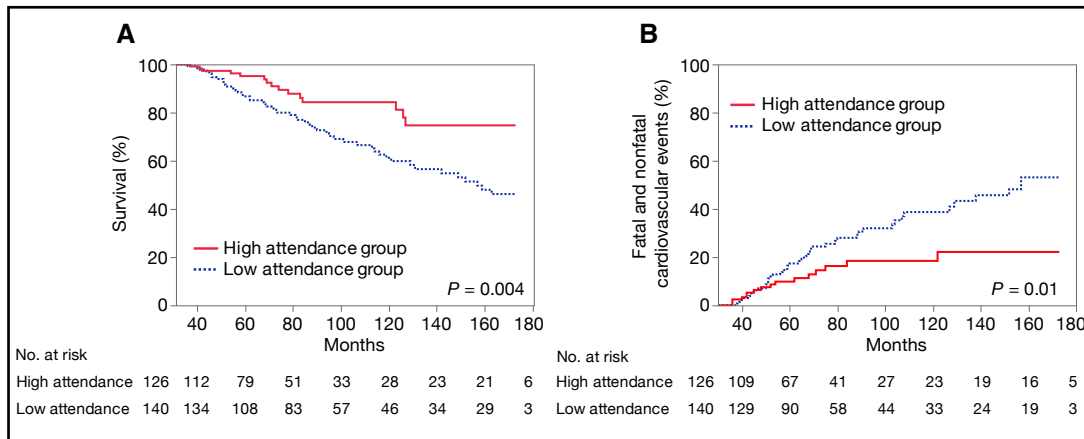 A
100
80
60
40
20
0
Survival (%)
High attendance group
Low attendance group
P = 0.004
40 60 80 100 120 140 160 180
Months
No. at risk
High attendance 126 112 79 51 33 28 23 21 6
Low attendance 140 134 108 83 57 46 34 29 3
B
100
80
60
40
20
0
Fatal and nonfatal
cardiovascular events (%)
High attendance group
Low attendance group
P = 0.01
40 60 80 100 120 140 160 180
Months
No. at risk
High attendance 126 109 67 41 27 23 19 16 5
Low attendance 140 129 90 58 44 33 24 19 3